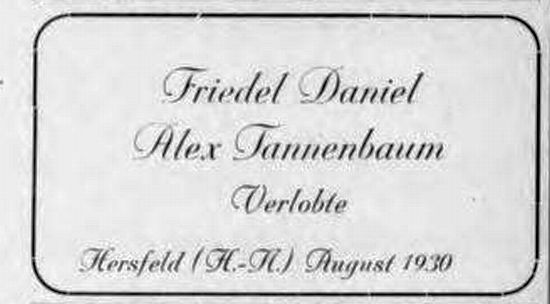 Friedel Daniel
Alex Tannenbaum
Verlobte
Hersfeld (H.-N.) August 1930